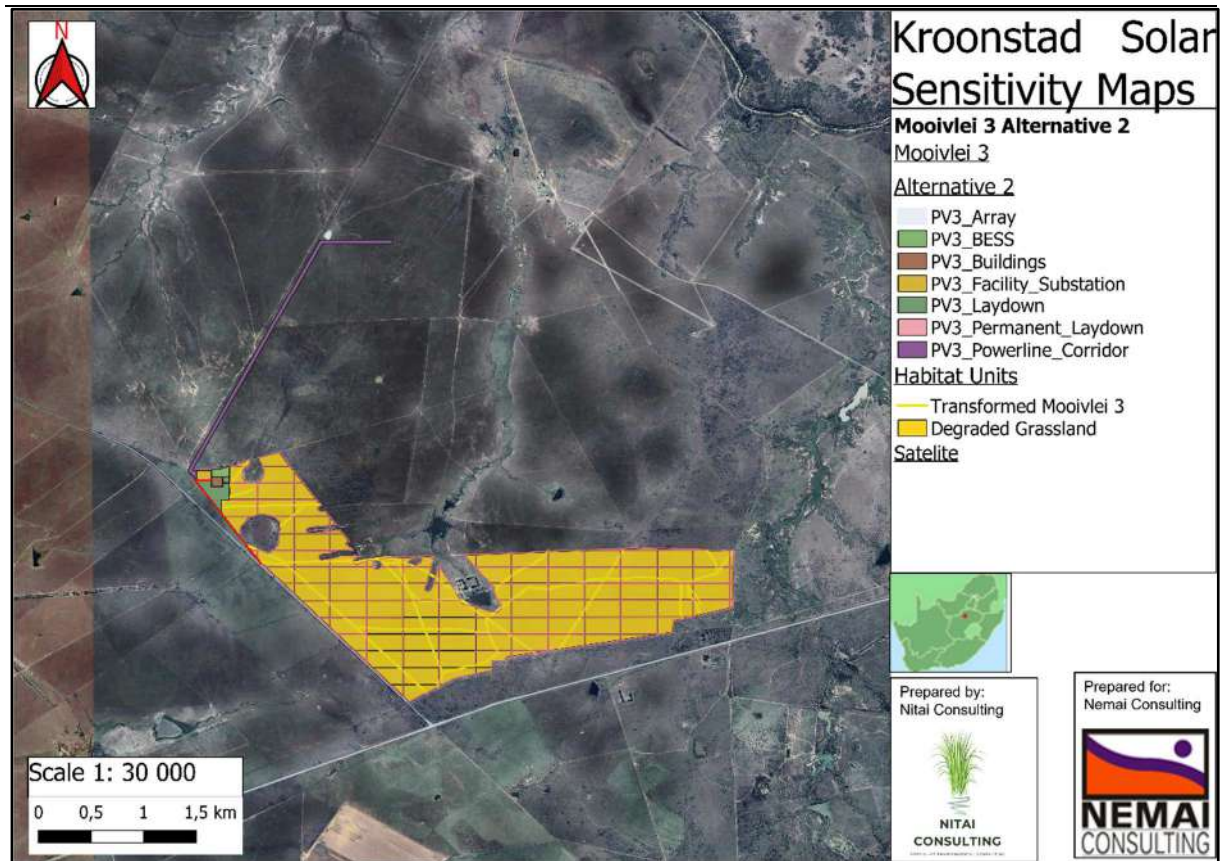 N
Kroonstad Solar
Sensitivity Maps
Mooivlei 3 Alternative 2
Mooivlei 3
Alternative 2
PV3_Array
PV3_BESS
PV3_Buildings
PV3_Facility_Substation
PV3_Laydown
PV3_Permanent_Laydown
PV3_Powerline_Corridor
Habitat Units
Transformed Mooivlei 3
Degraded Grassland
Satelite
Scale 1: 30 000
0 0,5 1 1,5 km
Prepared by:
Nitai Consulting
NITAI
CONSULTING
Prepared for:
Nemai Consulting
NEMAI
CONSULTING